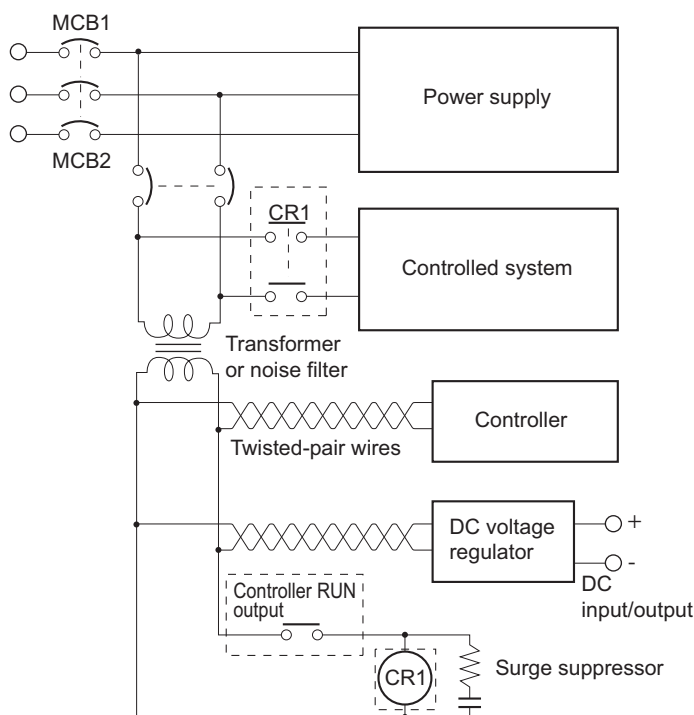 MCB1
Power supply
MCB2
CR1
Controlled system
Transformer
or noise filter
Controller
Twisted-pair wires
DC voltage
regulator
+
-
DC
input/output
Controller RUN
output
CR1
Surge suppressor